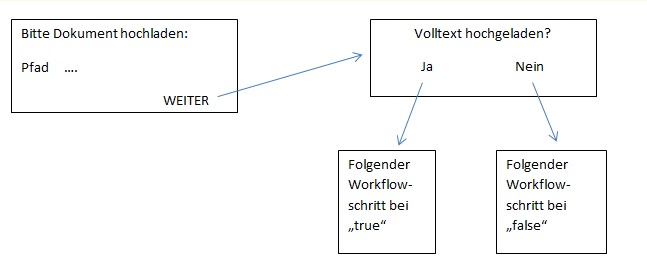 Bitte Dokument hochladen:
Pfad ....
WEITER
Volltext hochgeladen?
Ja Nein
Folgender
Workflow-
schritt bei
„true“
Folgender
Workflow-
schritt bei
„false“